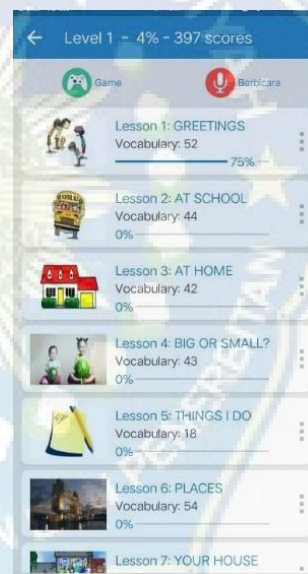 Level 1 - 4% - 397 scores
Game
Berbicara
Lesson 1: GREETINGS
Vocabulary: 52
75%
Lesson 2: AT SCHOOL
Vocabulary: 44
0%
Lesson 3: AT HOME
Vocabulary: 42
0%
Lesson 4: BIG OR SMALL?
Vocabulary: 43
0%
Lesson 5: THINGS I DO
Vocabulary: 18
0%
Lesson 6: PLACES
Vocabulary: 54
0%
Lesson 7: YOUR HOUSE